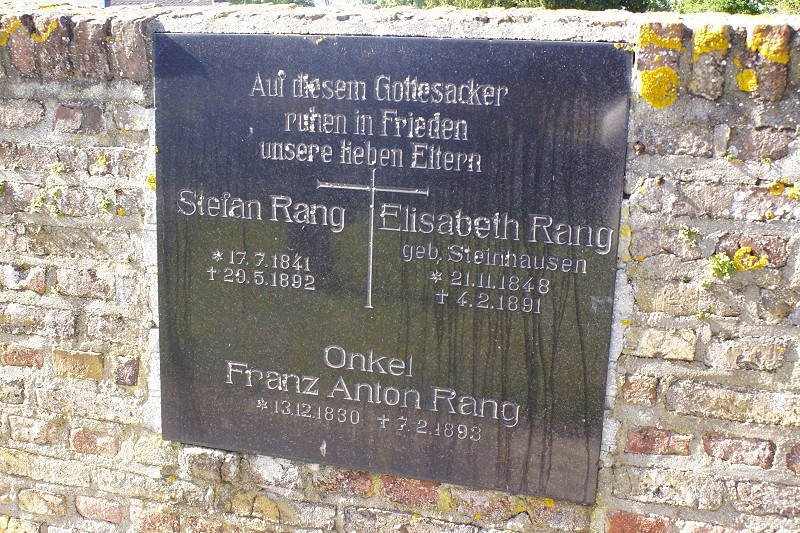 Auf diesem Gottesacker
ruhen in Frieden
unsere lieben Eltern
Stefan Rang
* 17.7.1841
† 29.5.1892
Elisabeth Rang
geb. Steinhausen
* 21.11.1848
† 4.2.1891
Onkel
Franz Anton Rang
* 13.12.1830 † 7.2.1893